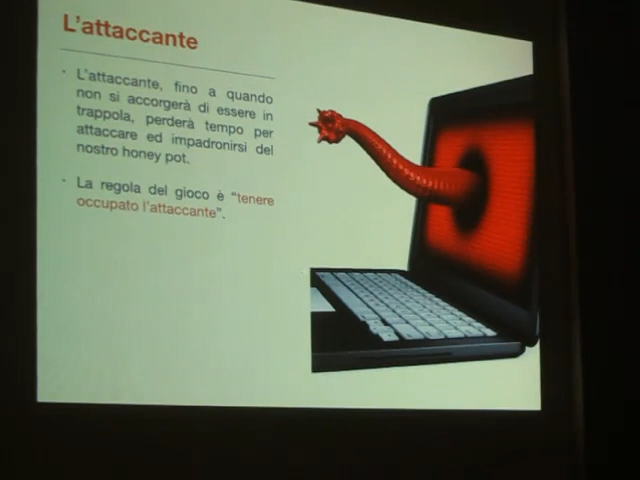 L'attaccante
· L'attaccante, fino a quando
non si accorgerà di essere in
trappola, perderà tempo per
attaccare ed impadronirsi del
nostro honey pot.
· La regola del gioco è “tenere
occupato l'attaccante”.